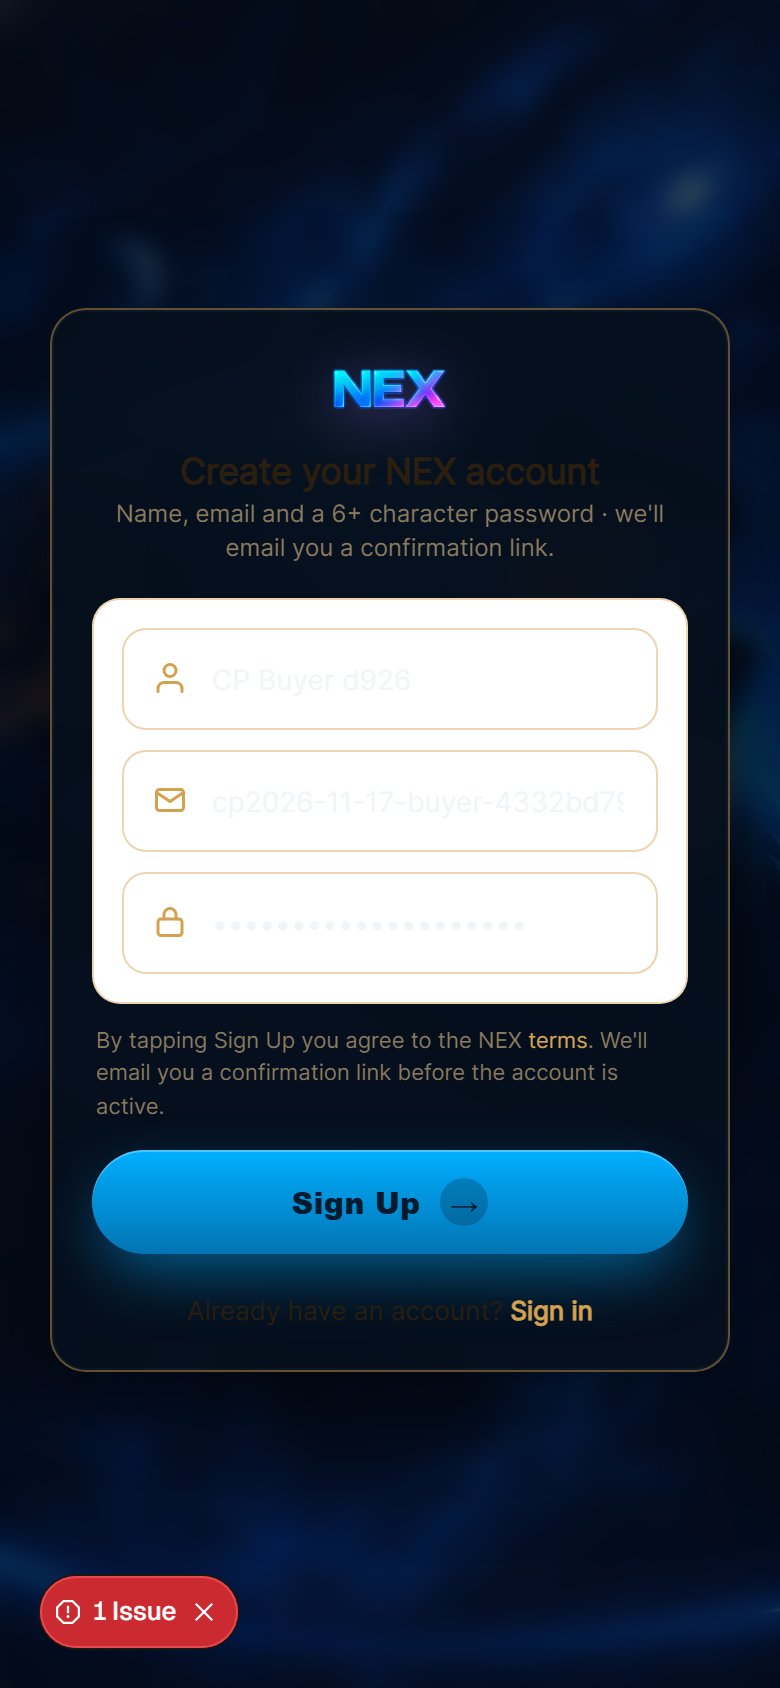 NEX
Create your NEX account
Name, email and a 6+ character password · we'll
email you a confirmation link.
CP Buyer d926
cp2026-11-17-buyer-4332bd79
By tapping Sign Up you agree to the NEX terms. We'll
email you a confirmation link before the account is
active.
Sign Up →
Already have an account? Sign in
1 Issue